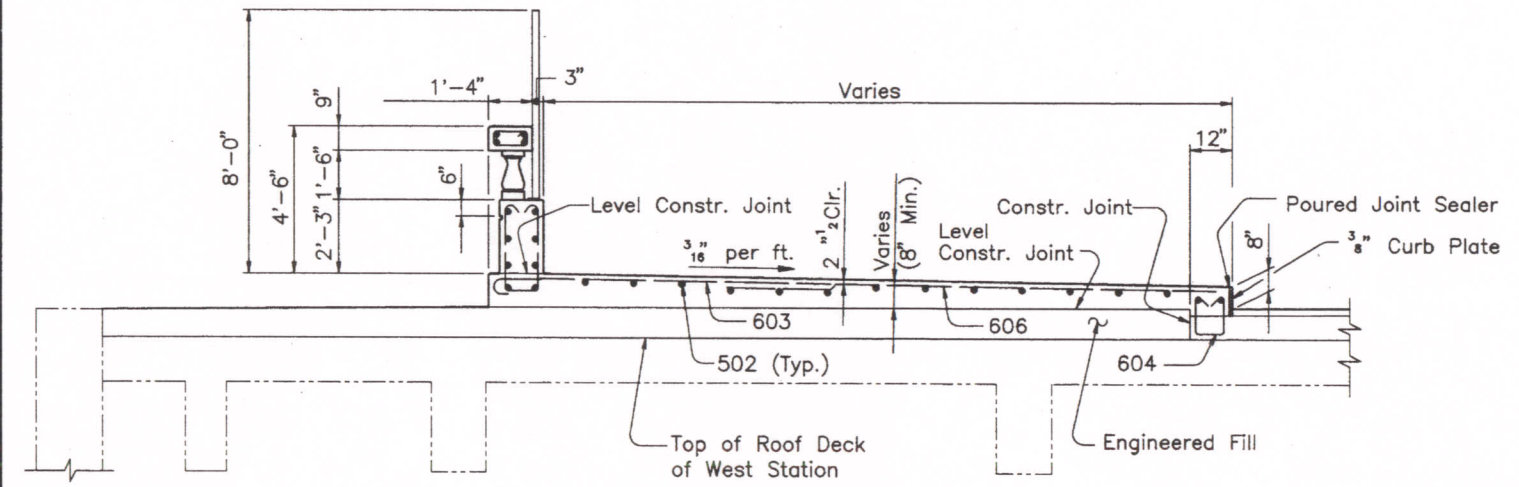 3"
1'-4"
Varies
9"
12"
8'-0"
4'-6"
1'-6"
6"
2'-3"
Level Constr. Joint
2 1/2" Clr.
Varies
(8" Min.)
Constr. Joint
Level
Constr. Joint
Poured Joint Sealer
8"
3/8" Curb Plate
3/16" per ft.
603
606
502 (Typ.)
604
Top of Roof Deck
of West Station
Engineered Fill